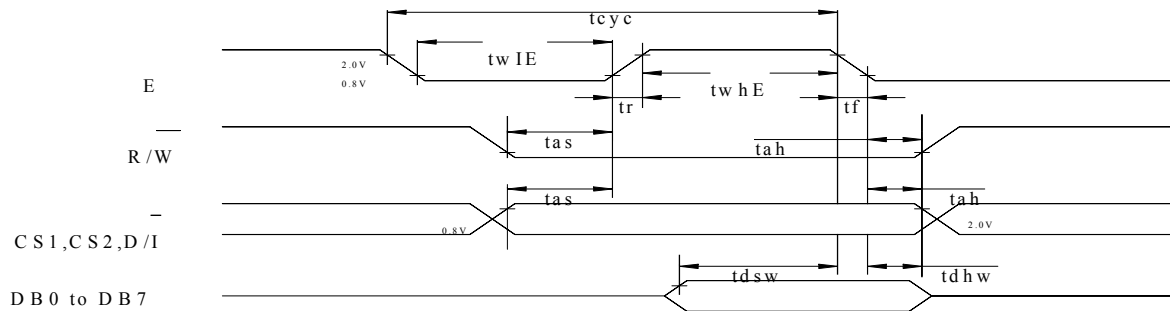 tcyc
twIE
2.0V
0.8V
E
twhE
tr
tf
tas
tah
R/W
tas
tah
0.8V
2.0V
CS1,CS2,D/I
tdsw
tdhw
DB0 to DB7